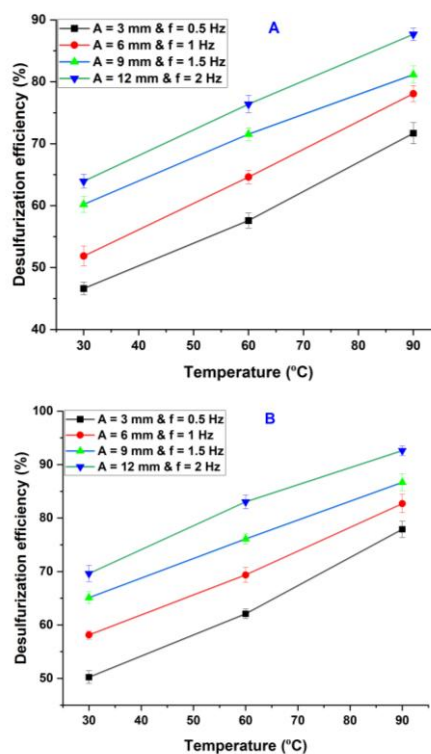 A
A = 3 mm & f = 0.5 Hz
A = 6 mm & f = 1 Hz
A = 9 mm & f = 1.5 Hz
A = 12 mm & f = 2 Hz
Desulfurization efficiency (%)
90
80
70
60
50
40
30 40 50 60 70 80 90
Temperature (ºC)
B
A = 3 mm & f = 0.5 Hz
A = 6 mm & f = 1 Hz
A = 9 mm & f = 1.5 Hz
A = 12 mm & f = 2 Hz
Desulfurization efficiency (%)
100
90
80
70
60
50
30 40 50 60 70 80 90
Temperature (ºC)